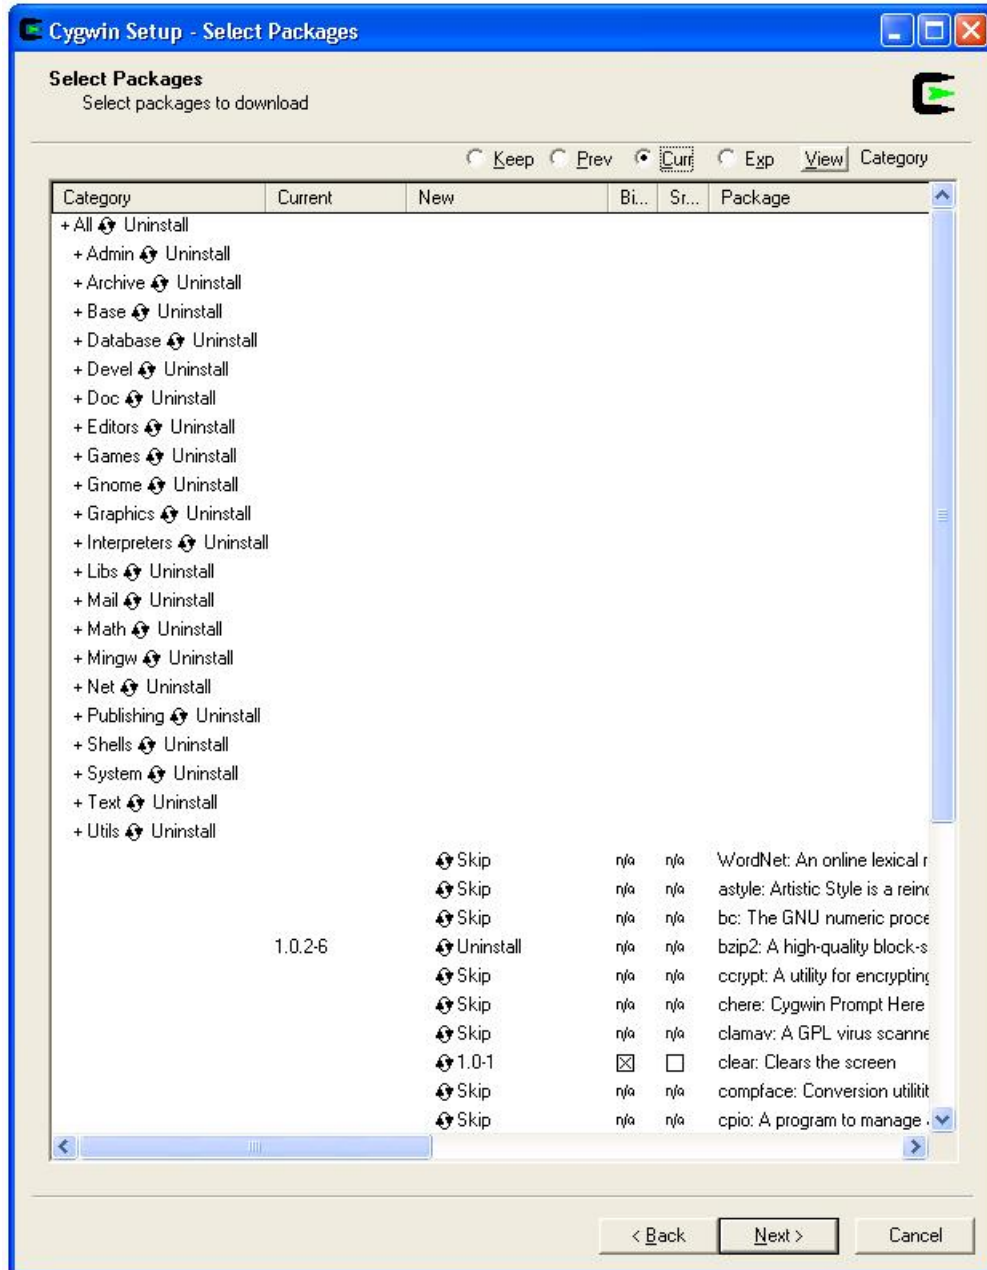 Cygwin Setup - Select Packages
Select Packages
Select packages to download
Keep Prev Curr Exp View Category
Category Current New Bi... Sr... Package
+ All Uninstall
+ Admin Uninstall
+ Archive Uninstall
+ Base Uninstall
+ Database Uninstall
+ Devel Uninstall
+ Doc Uninstall
+ Editors Uninstall
+ Games Uninstall
+ Gnome Uninstall
+ Graphics Uninstall
+ Interpreters Uninstall
+ Libs Uninstall
+ Mail Uninstall
+ Math Uninstall
+ Mingw Uninstall
+ Net Uninstall
+ Publishing Uninstall
+ Shells Uninstall
+ System Uninstall
+ Text Uninstall
+ Utils Uninstall
Skip n/a n/a WordNet: An online lexical r
Skip n/a n/a astyle: Artistic Style is a reind
Skip n/a n/a bc: The GNU numeric proce
1.0.2-6 Uninstall n/a n/a bzip2: A high-quality block-s
Skip n/a n/a ccrypt: A utility for encrypting
Skip n/a n/a chere: Cygwin Prompt Here
Skip n/a n/a clamav: A GPL virus scanne
1.0-1 clear: Clears the screen
Skip n/a n/a compface: Conversion utilitit
Skip n/a n/a cpio: A program to manage
< Back Next > Cancel